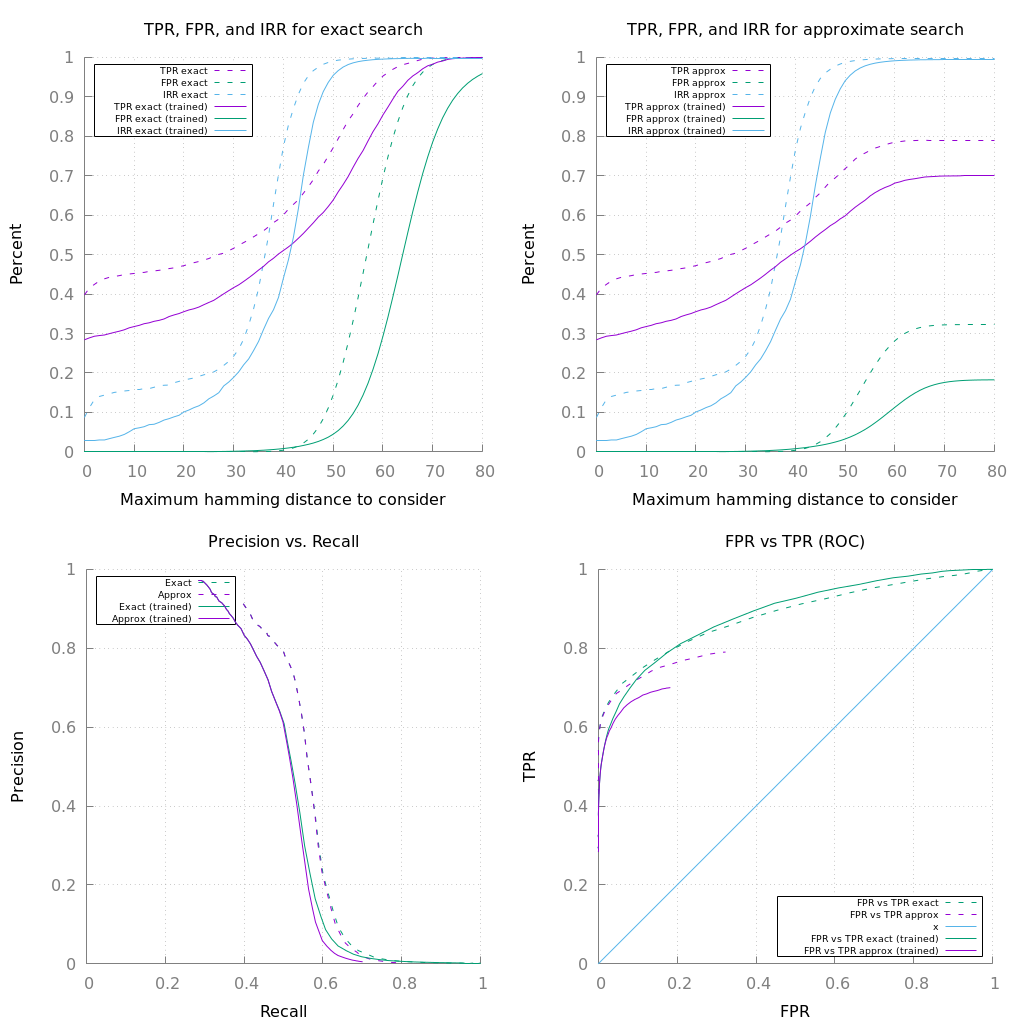 TPR, FPR, and IRR for exact search
1
0.9
0.8
0.7
0.6
0.5
0.4
0.3
0.2
0.1
0
Percent
TPR exact
FPR exact
IRR exact
TPR exact (trained)
FPR exact (trained)
IRR exact (trained)
0 10 20 30 40 50 60 70 80
Maximum hamming distance to consider
TPR, FPR, and IRR for approximate search
1
0.9
0.8
0.7
0.6
0.5
0.4
0.3
0.2
0.1
0
Percent
TPR approx
FPR approx
IRR approx
TPR approx (trained)
FPR approx (trained)
IRR approx (trained)
0 10 20 30 40 50 60 70 80
Maximum hamming distance to consider
Precision vs. Recall
1
0.8
0.6
0.4
0.2
0
Precision
Exact
Approx
Exact (trained)
Approx (trained)
0 0.2 0.4 0.6 0.8 1
Recall
FPR vs TPR (ROC)
1
0.8
0.6
0.4
0.2
0
TPR
FPR vs TPR exact
FPR vs TPR approx
x
FPR vs TPR exact (trained)
FPR vs TPR approx (trained)
0 0.2 0.4 0.6 0.8 1
FPR